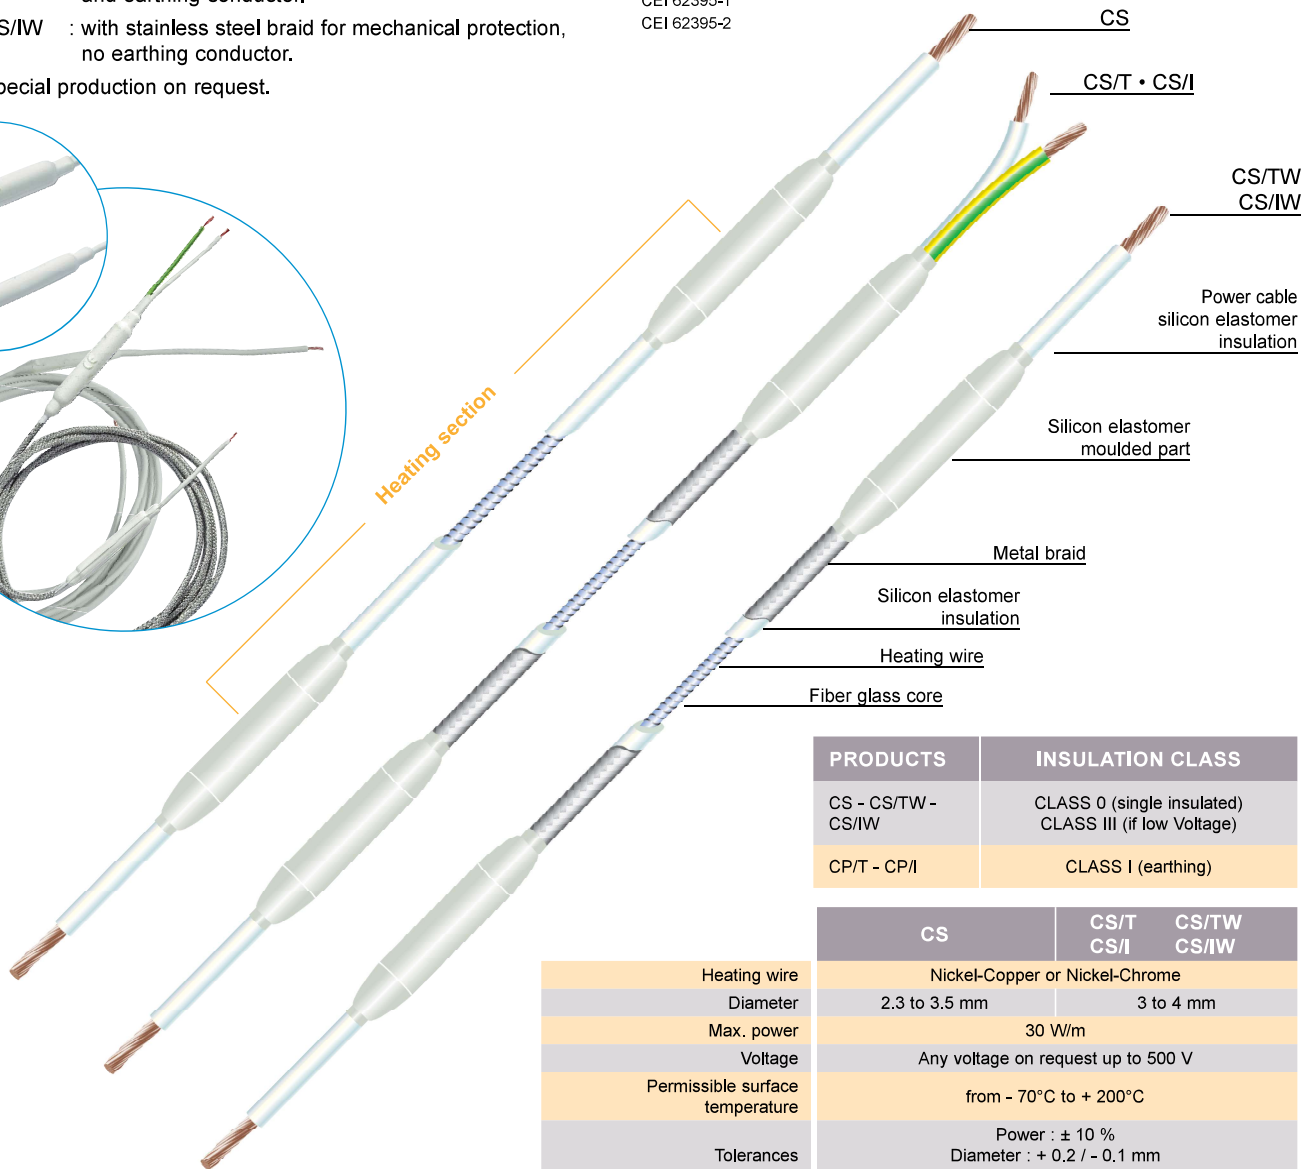 and earthing conductor.
S/IW : with stainless steel braid for mechanical protection,
no earthing conductor.
pecial production on request.
CEI 62395-1
CEI 62395-2
CS
CS/T • CS/I
CS/TW
CS/IW
Power cable
silicon elastomer
insulation
Silicon elastomer
moulded part
Metal braid
Silicon elastomer
insulation
Heating wire
Fiber glass core
Heating section
PRODUCTS INSULATION CLASS
CS - CS/TW -
CS/IW
CLASS 0 (single insulated)
CLASS III (if low Voltage)
CP/T - CP/I CLASS I (earthing)
CS
CS/T CS/TW
CS/I CS/IW
Heating wire Nickel-Copper or Nickel-Chrome
Diameter 2.3 to 3.5 mm 3 to 4 mm
Max. power 30 W/m
Voltage Any voltage on request up to 500 V
Permissible surface
temperature
from - 70°C to + 200°C
Tolerances
Power : ± 10 %
Diameter : + 0.2 / - 0.1 mm